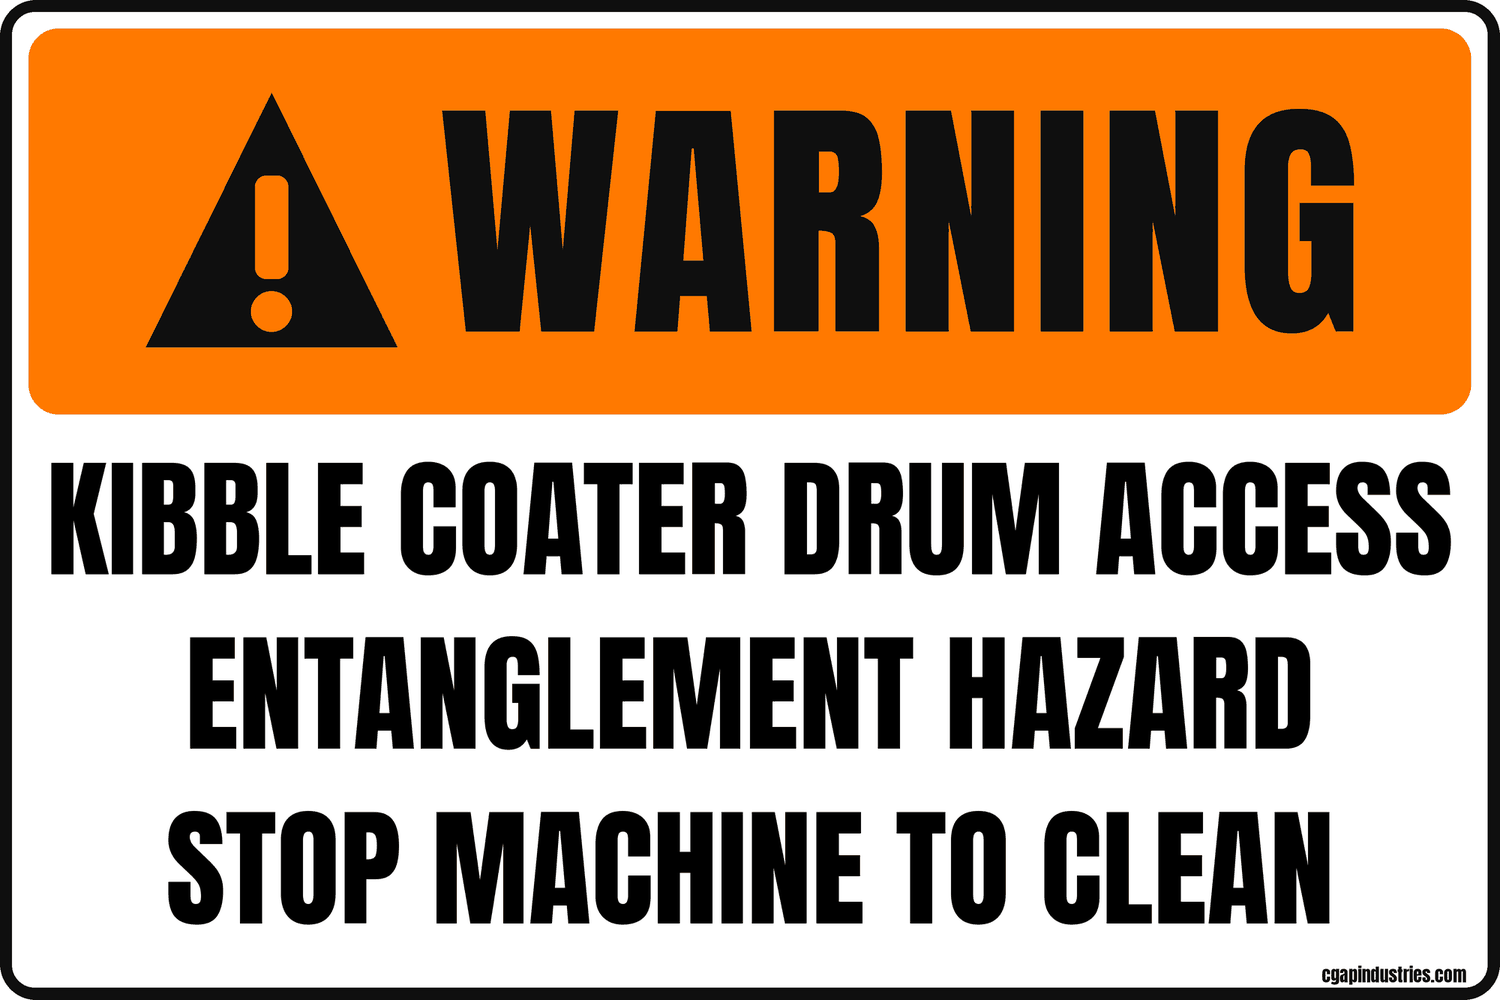 WARNING
KIBBLE COATER DRUM ACCESS
ENTANGLEMENT HAZARD
STOP MACHINE TO CLEAN
cgapindustries.com